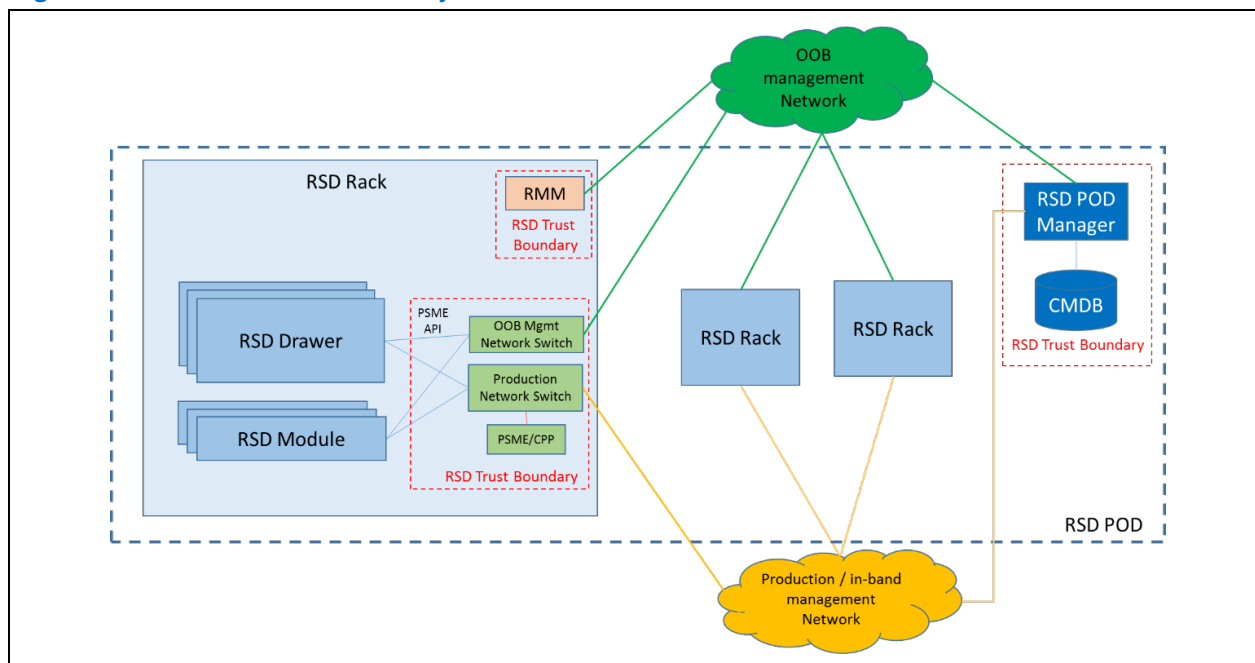 OOB
management
Network
RSD Rack
RMM
RSD Trust
Boundary
RSD POD
Manager
CMDB
RSD Trust Boundary
PSME
API
OOB Mgmt
Network Switch
RSD Drawer
Production
Network Switch
RSD Module
PSME/CPP
RSD Trust Boundary
RSD Rack
RSD Rack
RSD POD
Production / in-band
management
Network